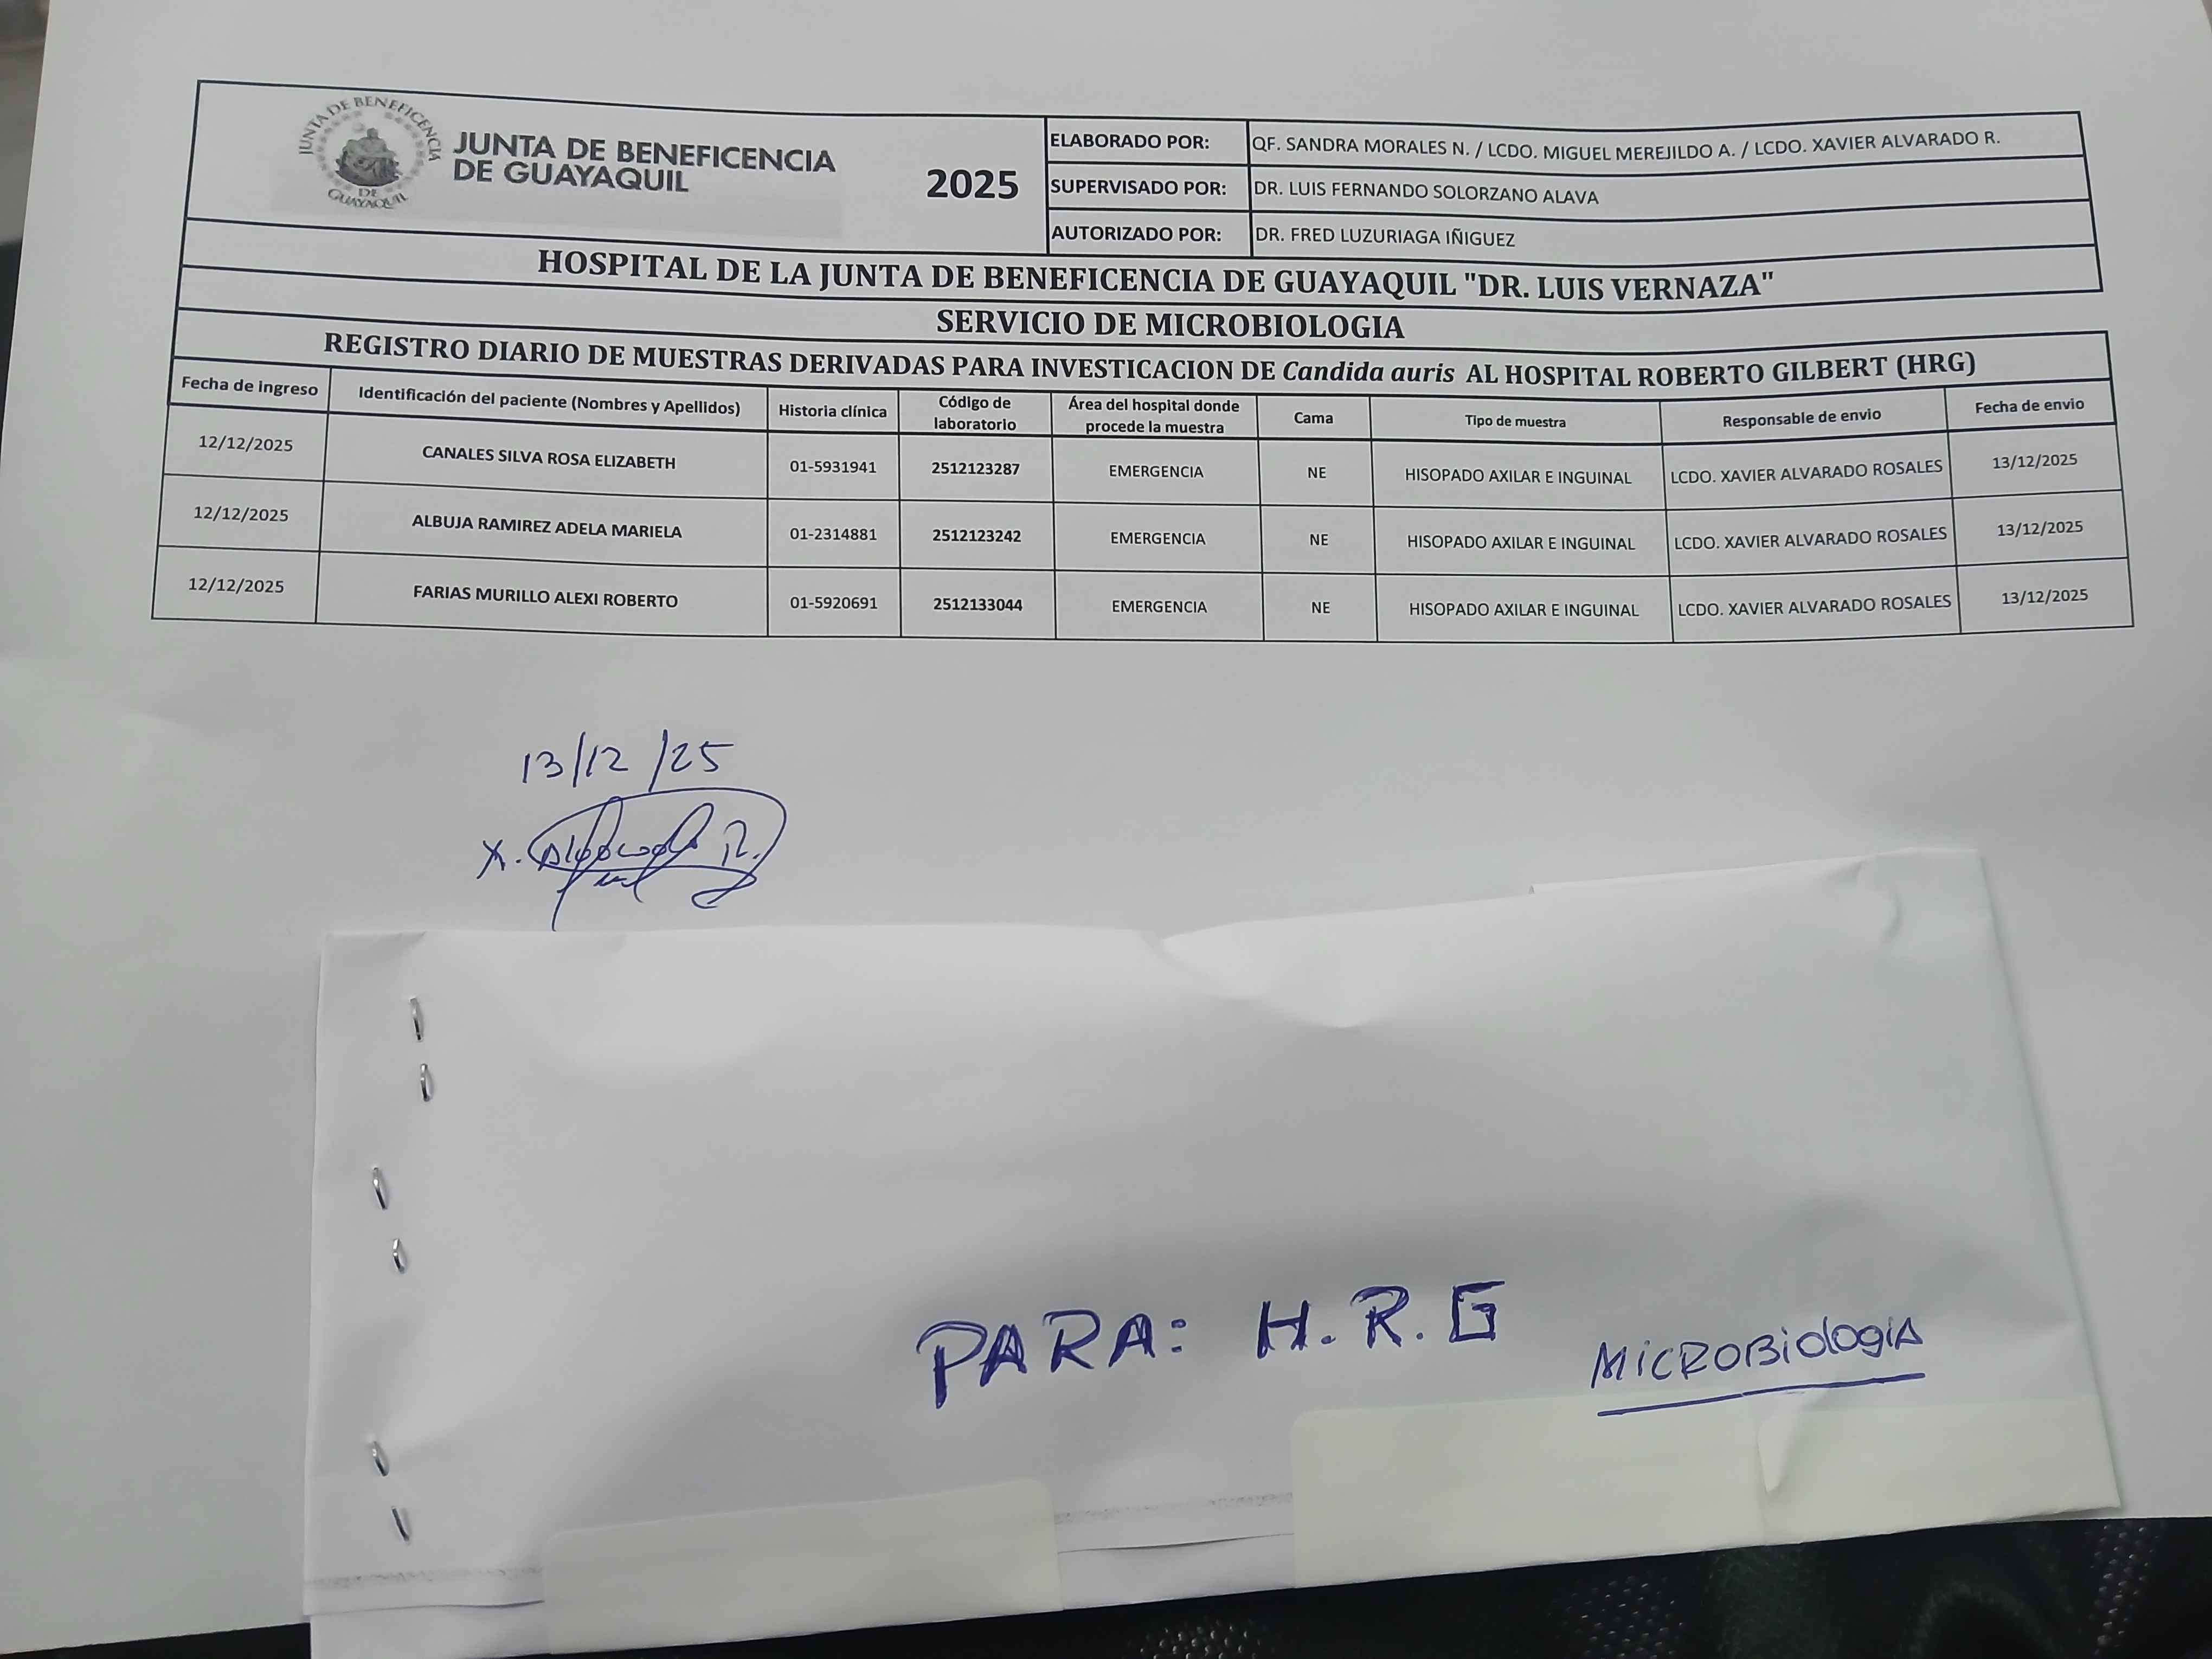 JUNTA DE BENEFICENCIA DE GUAYAQUIL
JUNTA DE BENEFICENCIA
DE GUAYAQUIL
2025
ELABORADO POR: QF. SANDRA MORALES N. / LCDO. MIGUEL MEREJILDO A. / LCDO. XAVIER ALVARADO R.
SUPERVISADO POR: DR. LUIS FERNANDO SOLORZANO ALAVA
AUTORIZADO POR: DR. FRED LUZURIAGA IÑIGUEZ
HOSPITAL DE LA JUNTA DE BENEFICENCIA DE GUAYAQUIL "DR. LUIS VERNAZA"
SERVICIO DE MICROBIOLOGIA
REGISTRO DIARIO DE MUESTRAS DERIVADAS PARA INVESTICACION DE Candida auris AL HOSPITAL ROBERTO GILBERT (HRG)
Fecha de ingreso Identificación del paciente (Nombres y Apellidos) Historia clínica Código de laboratorio Área del hospital donde procede la muestra Cama Tipo de muestra Responsable de envio Fecha de envio
12/12/2025 CANALES SILVA ROSA ELIZABETH 01-5931941 2512123287 EMERGENCIA NE HISOPADO AXILAR E INGUINAL LCDO. XAVIER ALVARADO ROSALES 13/12/2025
12/12/2025 ALBUJA RAMIREZ ADELA MARIELA 01-2314881 2512123242 EMERGENCIA NE HISOPADO AXILAR E INGUINAL LCDO. XAVIER ALVARADO ROSALES 13/12/2025
12/12/2025 FARIAS MURILLO ALEXI ROBERTO 01-5920691 2512133044 EMERGENCIA NE HISOPADO AXILAR E INGUINAL LCDO. XAVIER ALVARADO ROSALES 13/12/2025
13/12/25
X. Alvarado R.
PARA: H.R.G
MICROBiologiA